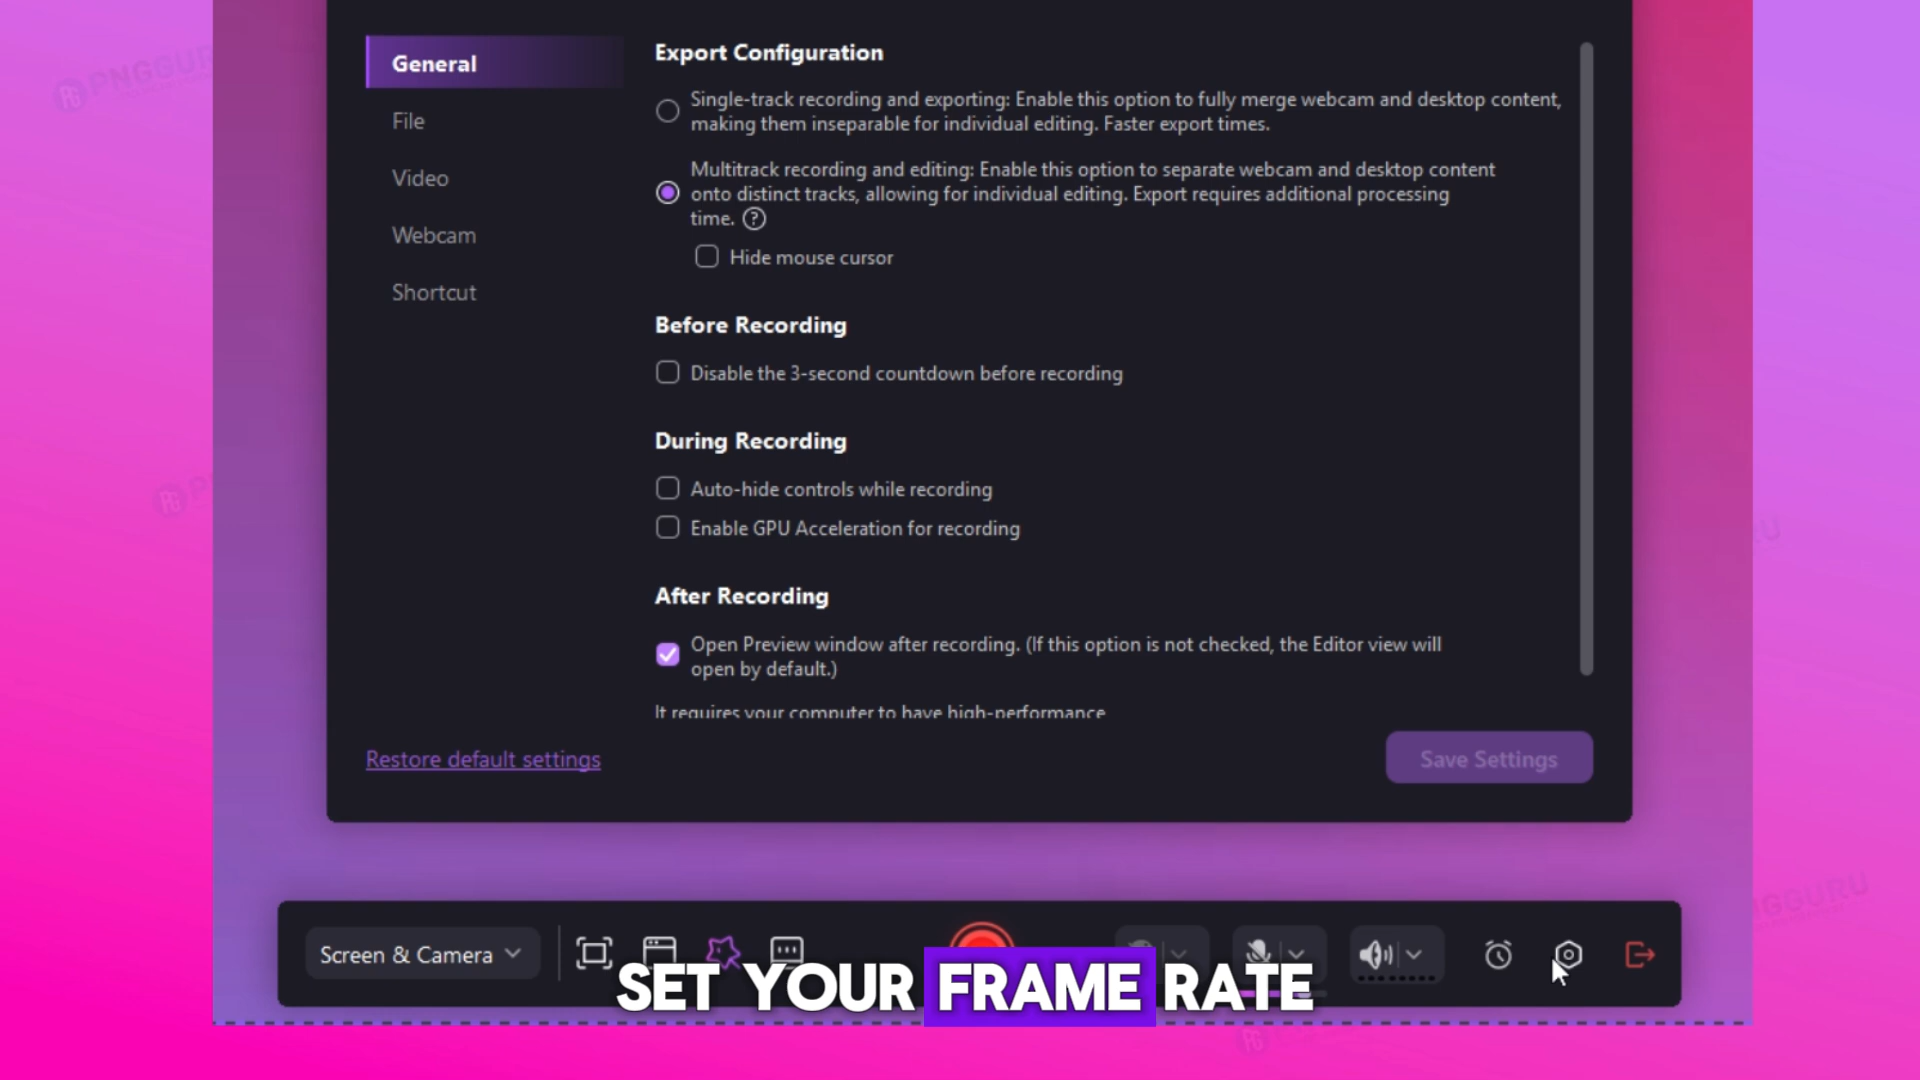 PNGGURU
General
File
Video
Webcam
Shortcut
Export Configuration
Single-track recording and exporting: Enable this option to fully merge webcam and desktop content,
making them inseparable for individual editing. Faster export times.
Multitrack recording and editing: Enable this option to separate webcam and desktop content
onto distinct tracks, allowing for individual editing. Export requires additional processing
time. ?
Hide mouse cursor
Before Recording
Disable the 3-second countdown before recording
During Recording
Auto-hide controls while recording
Enable GPU Acceleration for recording
After Recording
Open Preview window after recording. (If this option is not checked, the Editor view will
open by default.)
It requires your computer to have high-performance
Restore default settings
Save Settings
Screen & Camera
SET YOUR FRAME RATE